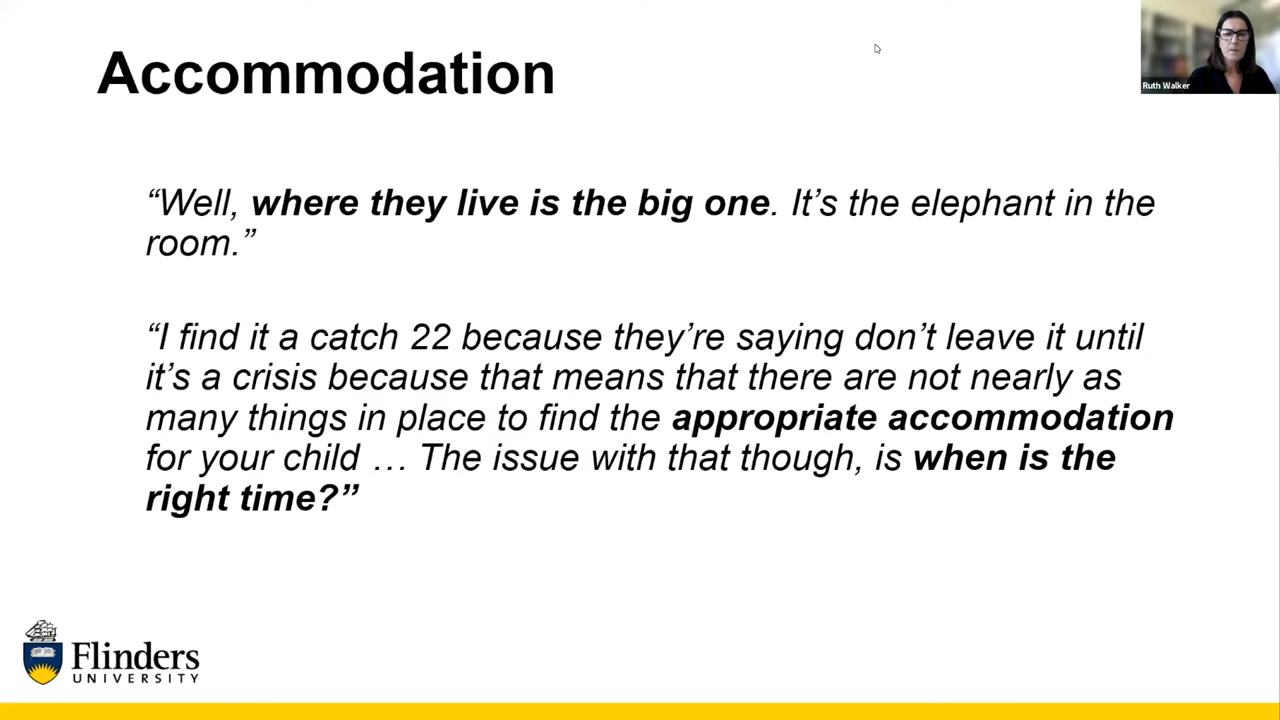 Accommodation
Ruth Walker
“Well, where they live is the big one. It’s the elephant in the
room.”
“I find it a catch 22 because they’re saying don’t leave it until
it’s a crisis because that means that there are not nearly as
many things in place to find the appropriate accommodation
for your child … The issue with that though, is when is the
right time?”
Flinders
UNIVERSITY